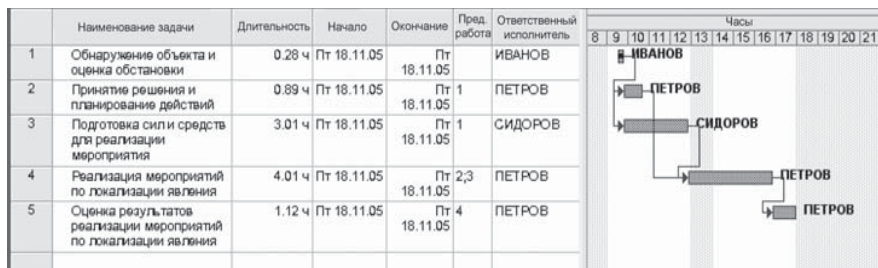 Наименование задачи Длительность Начало Окончание Пред. работа Ответственный исполнитель Часы
8 9 10 11 12 13 14 15 16 17 18 19 20 21
1 Обнаружение объекта и 0.28 ч Пт 18.11.05 Пт ИВАНОВ ИВАНОВ
оценка обстановки 18.11.05
2 Принятие решения и 0.89 ч Пт 18.11.05 Пт 1 ПЕТРОВ ПЕТРОВ
планирование действий 18.11.05
3 Подготовка сил и средств 3.01 ч Пт 18.11.05 Пт 1 СИДОРОВ СИДОРОВ
для реализации 18.11.05
мероприятия
4 Реализация мероприятий 4.01 ч Пт 18.11.05 Пт 2;3 ПЕТРОВ ПЕТРОВ
по локализации явления 18.11.05
5 Оценка результатов 1.12 ч Пт 18.11.05 Пт 4 ПЕТРОВ ПЕТРОВ
реализации мероприятий 18.11.05
по локализации явления